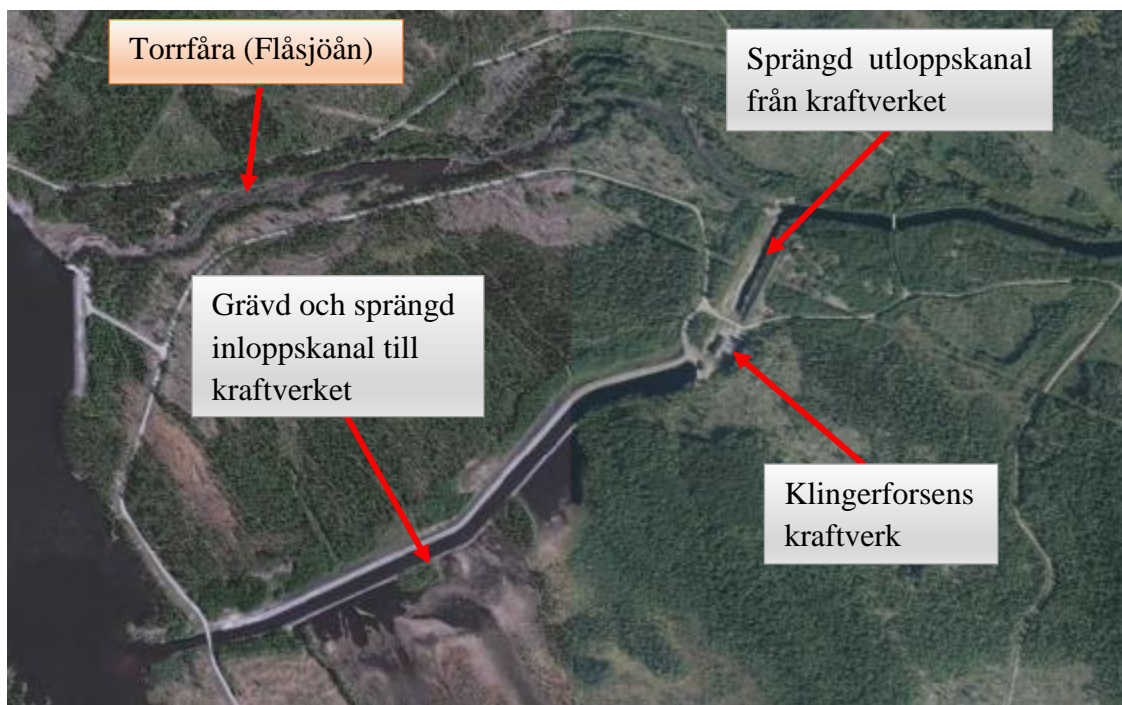 Torrfåra (Flåsjöån)
Sprängd utloppskanal
från kraftverket
Grävd och sprängd
inloppskanal till
kraftverket
Klingerforsens
kraftverk